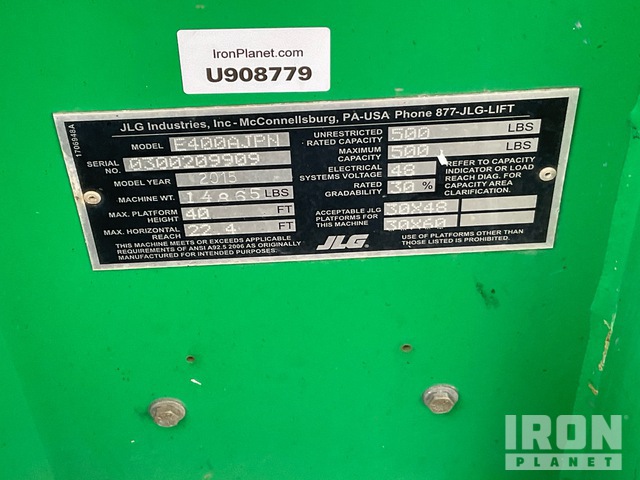 IronPlanet.com
U908779
1706948A
JLG Industries, Inc - McConnellsburg, PA-USA Phone 877-JLG-LIFT
MODEL E400AJPN
SERIAL NO. 0300209909
MODEL YEAR 2015
MACHINE WT. 14865 LBS
MAX. PLATFORM HEIGHT 40 FT
MAX. HORIZONTAL REACH 22.4 FT
THIS MACHINE MEETS OR EXCEEDS APPLICABLE
REQUIREMENTS OF ANSI A92.5 2006 AS ORIGINALLY
MANUFACTURED FOR INTENDED PURPOSES.
UNRESTRICTED RATED CAPACITY 500 LBS
MAXIMUM CAPACITY 500 LBS
ELECTRICAL SYSTEMS VOLTAGE 48
RATED GRADABILITY 30 %
REFER TO CAPACITY
INDICATOR OR LOAD
REACH DIAG. FOR
CAPACITY AREA
CLARIFICATION.
ACCEPTABLE JLG
PLATFORMS FOR
THIS MACHINE
30X48
30X60
JLG
USE OF PLATFORMS OTHER THAN
THOSE LISTED IS PROHIBITED.
IRON
PLANET